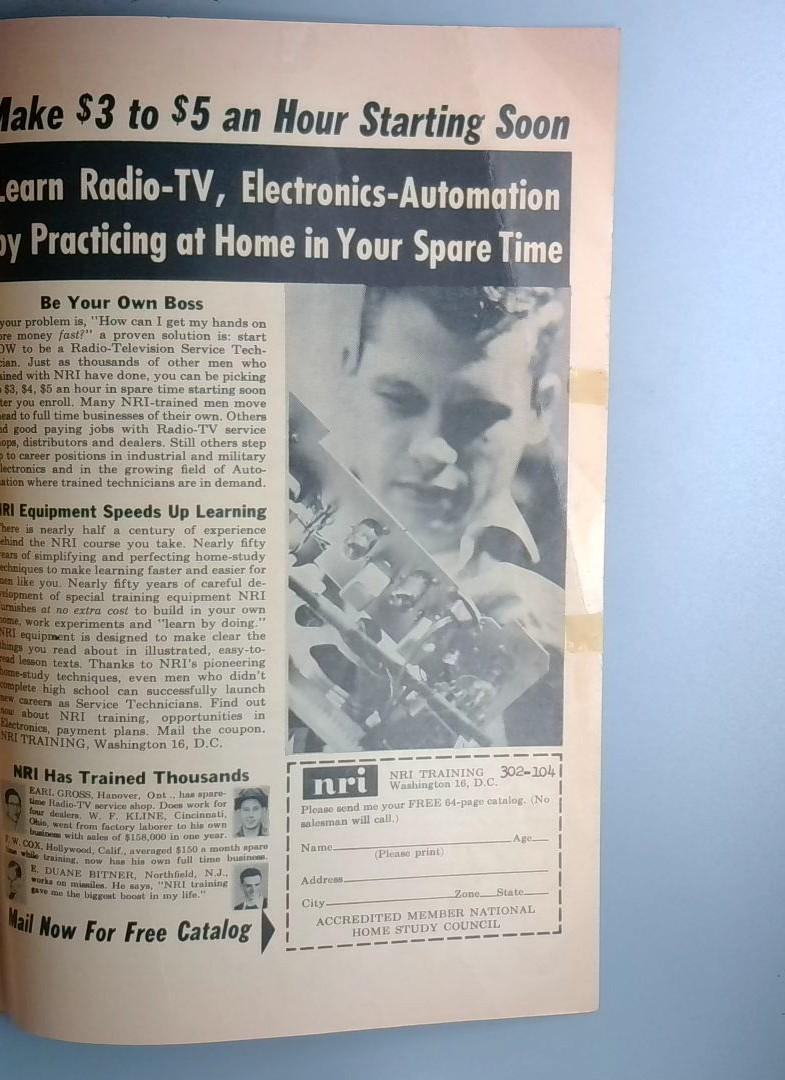 Make $3 to $5 an Hour Starting Soon
Learn Radio-TV, Electronics-Automation
by Practicing at Home in Your Spare Time
Be Your Own Boss
your problem is, "How can I get my hands on
ore money fast?" a proven solution is: start
OW to be a Radio-Television Service Tech-
cian. Just as thousands of other men who
ained with NRI have done, you can be picking
$3, $4, $5 an hour in spare time starting soon
ter you enroll. Many NRI-trained men move
ead to full time businesses of their own. Others
d good paying jobs with Radio-TV service
ops, distributors and dealers. Still others step
to career positions in industrial and military
lectronics and in the growing field of Auto-
ation where trained technicians are in demand.
NRI Equipment Speeds Up Learning
There is nearly half a century of experience
ehind the NRI course you take. Nearly fifty
ears of simplifying and perfecting home-study
echniques to make learning faster and easier for
men like you. Nearly fifty years of careful de-
velopment of special training equipment NRI
furnishes at no extra cost to build in your own
home, work experiments and "learn by doing."
NRI equipment is designed to make clear the
things you read about in illustrated, easy-to-
read lesson texts. Thanks to NRI's pioneering
home-study techniques, even men who didn't
complete high school can successfully launch
new careers as Service Technicians. Find out
now about NRI training, opportunities in
Electronics, payment plans. Mail the coupon.
NRI TRAINING, Washington 16, D.C.
NRI Has Trained Thousands
EARL GROSS, Hanover, Ont., has spare-
time Radio-TV service shop. Does work for
four dealers. W. F. KLINE, Cincinnati,
Ohio, went from factory laborer to his own
business with sales of $158,000 in one year.
W. COX, Hollywood, Calif., averaged $150 a month spare
time while training, now has his own full time business.
E. DUANE BITNER, Northfield, N.J.,
works on missiles. He says, "NRI training
gave me the biggest boost in my life."
Mail Now For Free Catalog
nri NRI TRAINING 302-104
Washington 16, D.C.
Please send me your FREE 64-page catalog. (No
salesman will call.)
Name Age
(Please print)
Address
City Zone State
ACCREDITED MEMBER NATIONAL
HOME STUDY COUNCIL